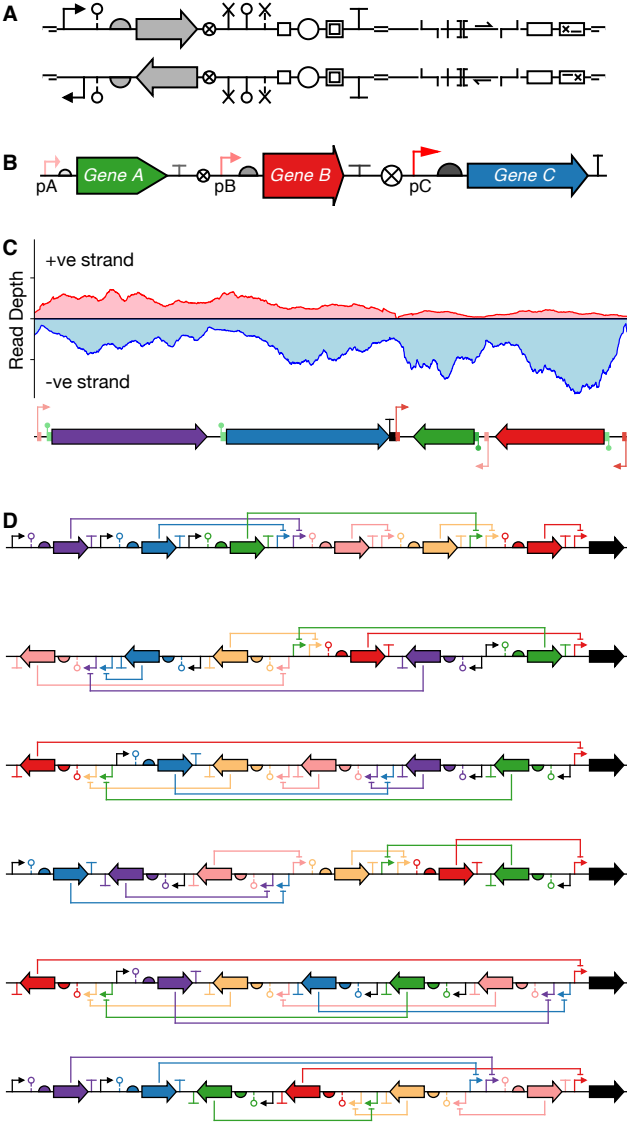 A
B
Gene A
Gene B
Gene C
pA
pB
pC
C
+ve strand
Read Depth
-ve strand
D